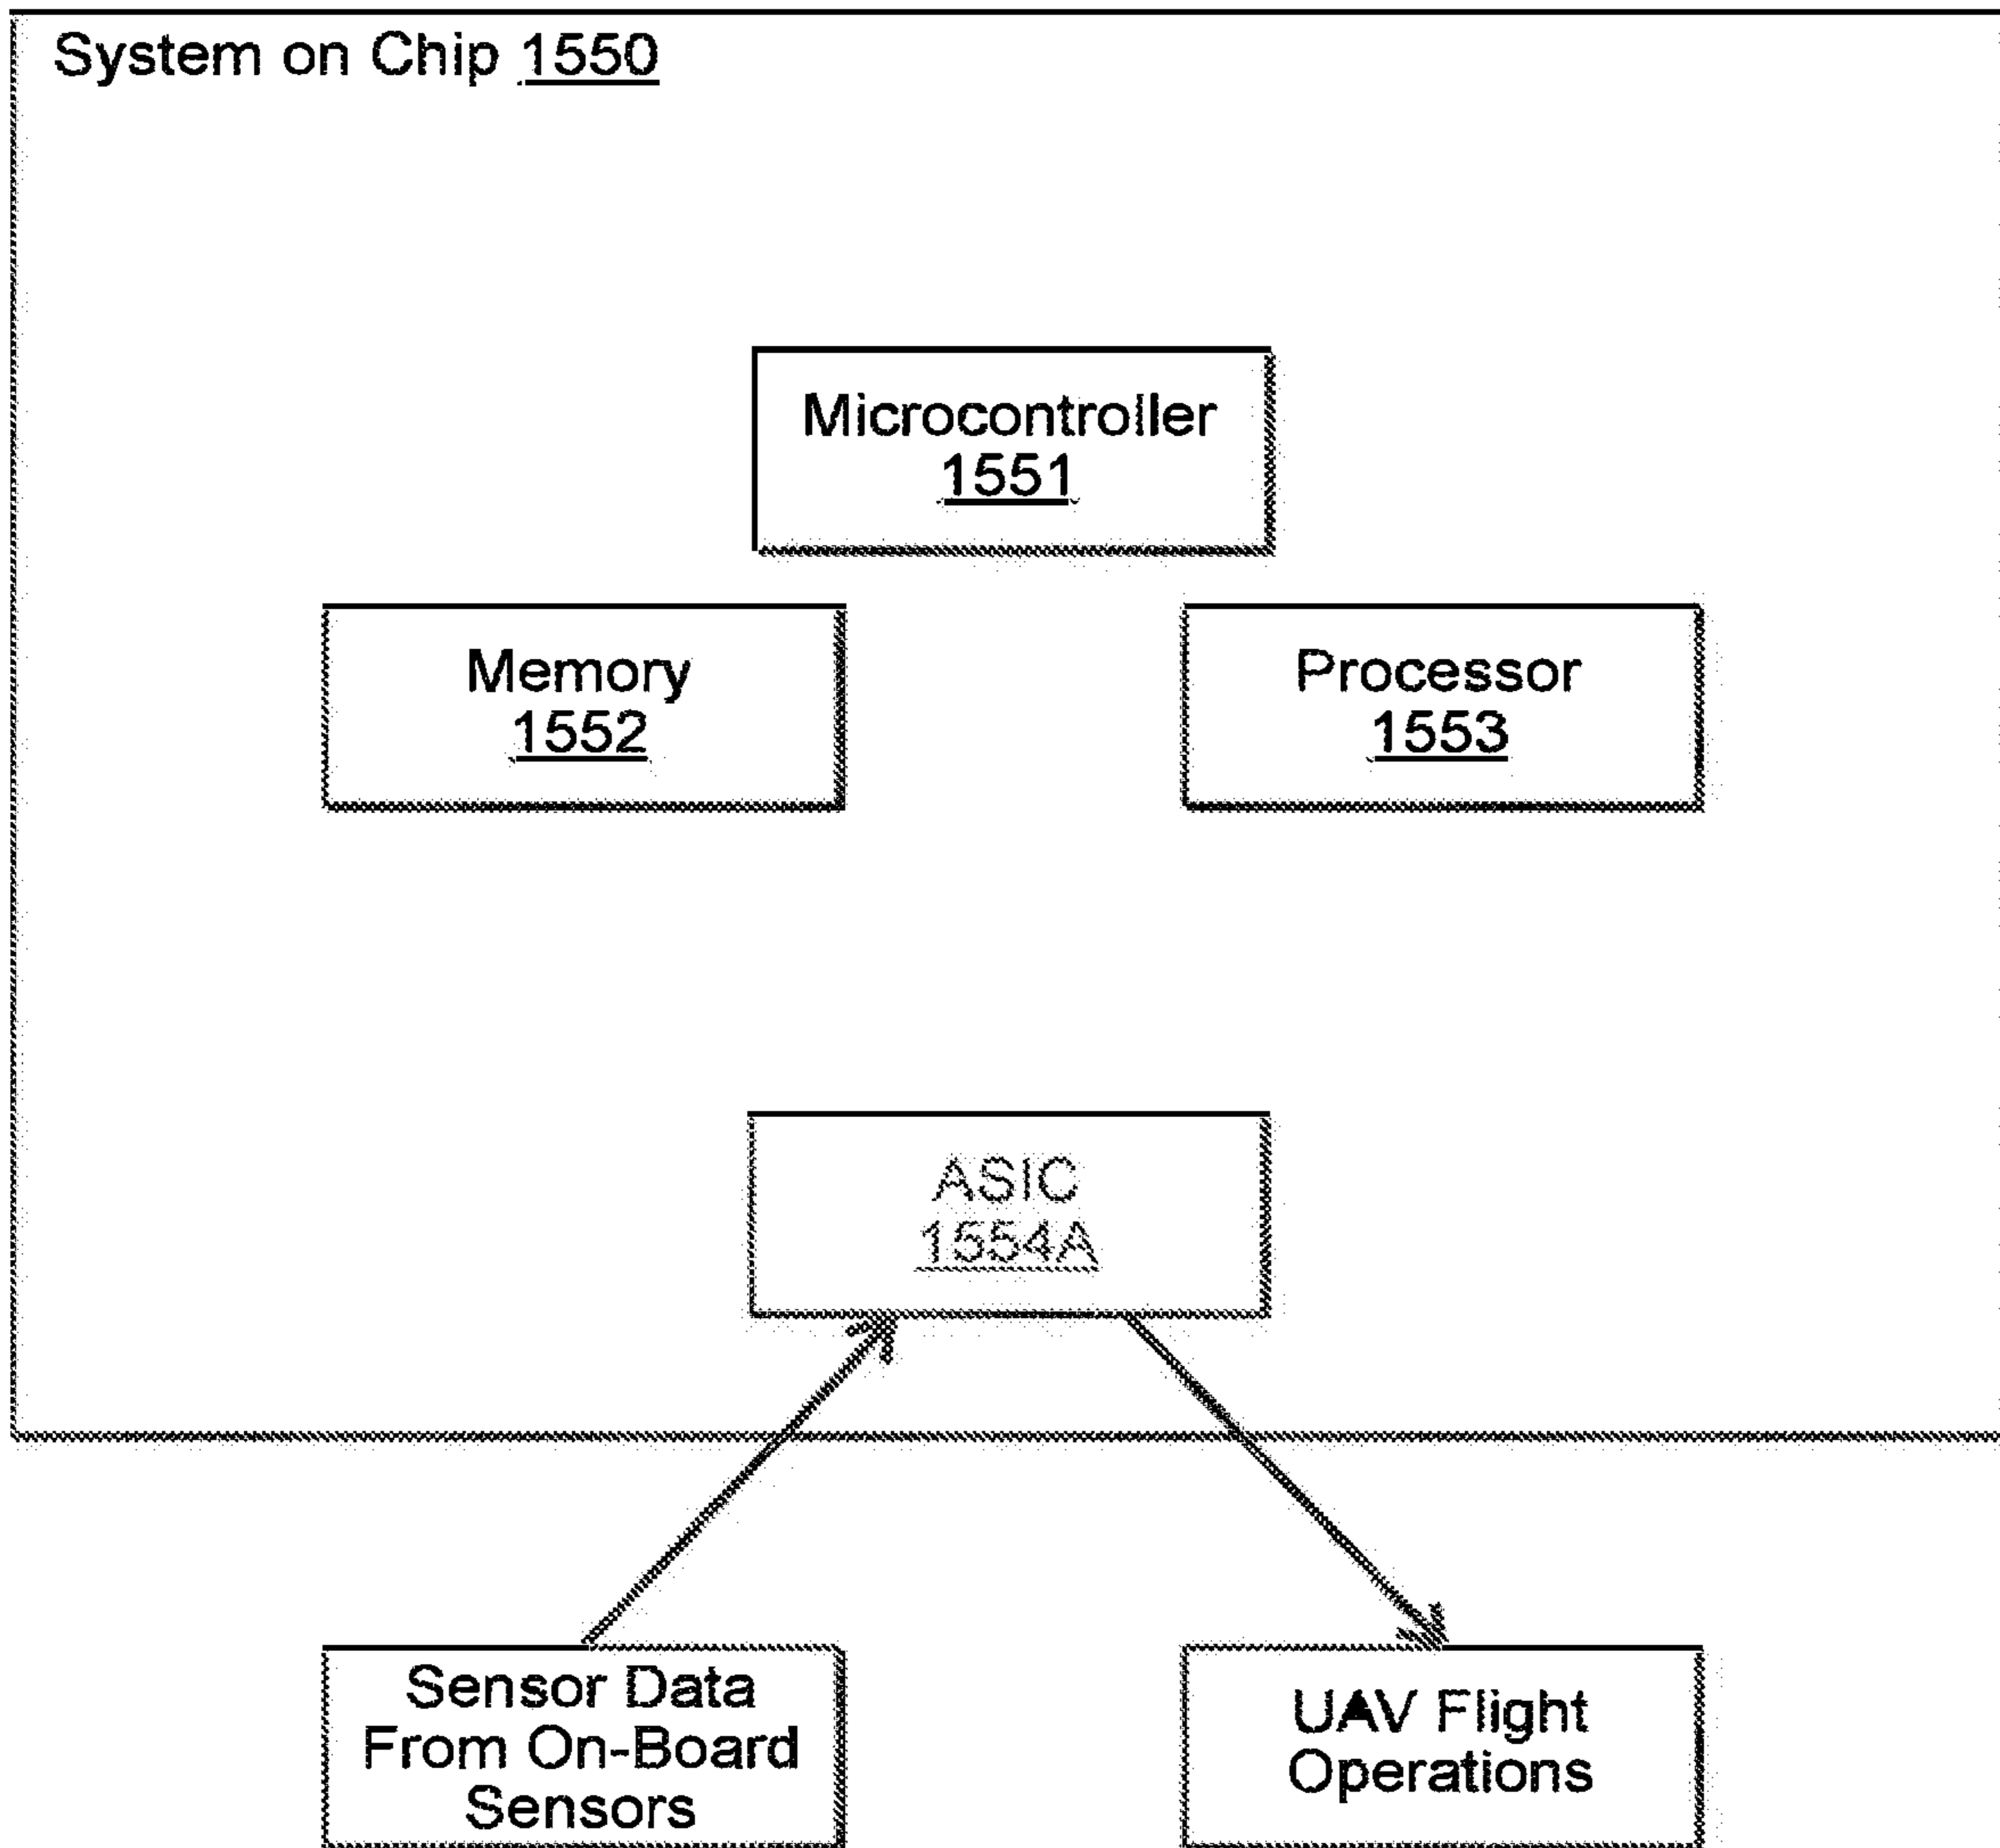 System on Chip 1550
Microcontroller
1551
Memory
1552
Processor
1553
ASIC
1554A
Sensor Data
From On-Board
Sensors
UAV Flight
Operations